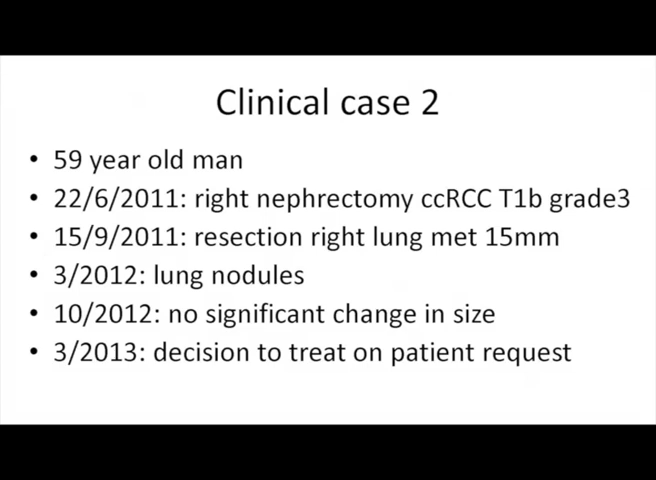 Clinical case 2
• 59 year old man
• 22/6/2011: right nephrectomy ccRCC T1b grade3
• 15/9/2011: resection right lung met 15mm
• 3/2012: lung nodules
• 10/2012: no significant change in size
• 3/2013: decision to treat on patient request